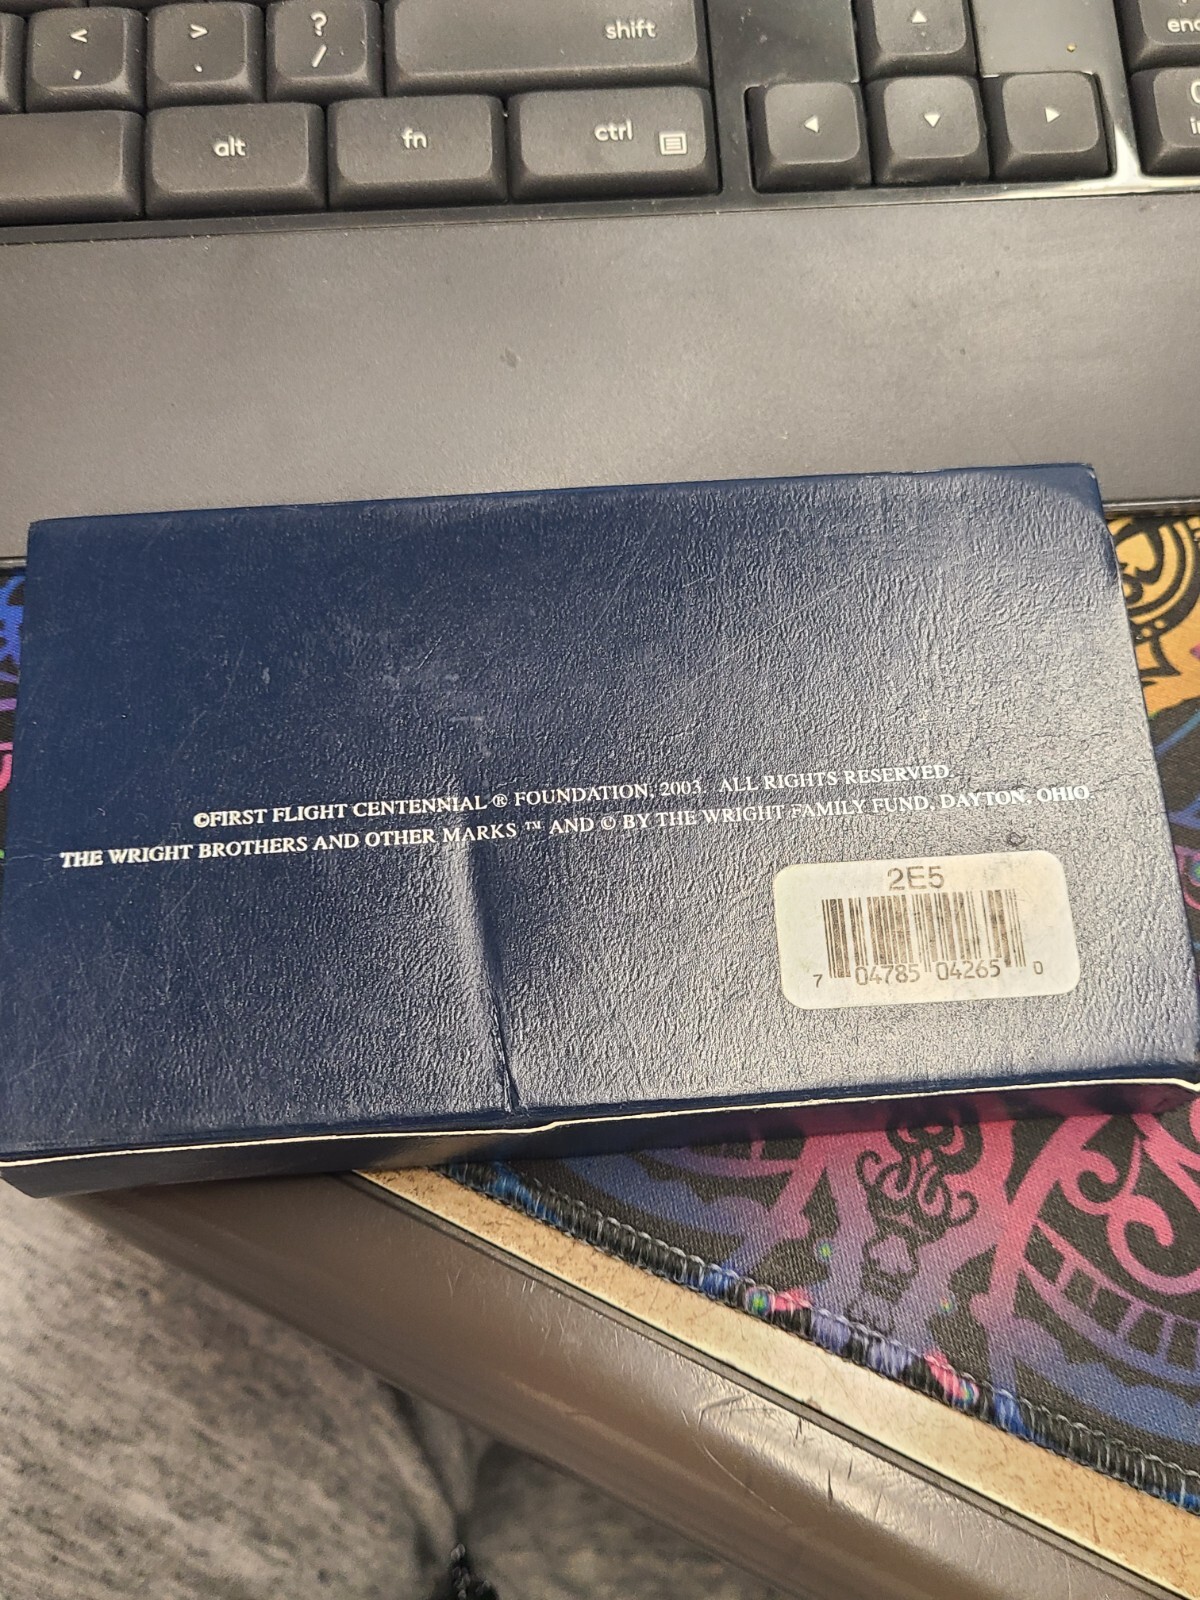 < ,
> .
? /
shift
end
alt
fn
ctrl
©FIRST FLIGHT CENTENNIAL ® FOUNDATION, 2003. ALL RIGHTS RESERVED.
THE WRIGHT BROTHERS AND OTHER MARKS ™ AND © BY THE WRIGHT FAMILY FUND, DAYTON, OHIO.
2E5
7 04785 04265 0